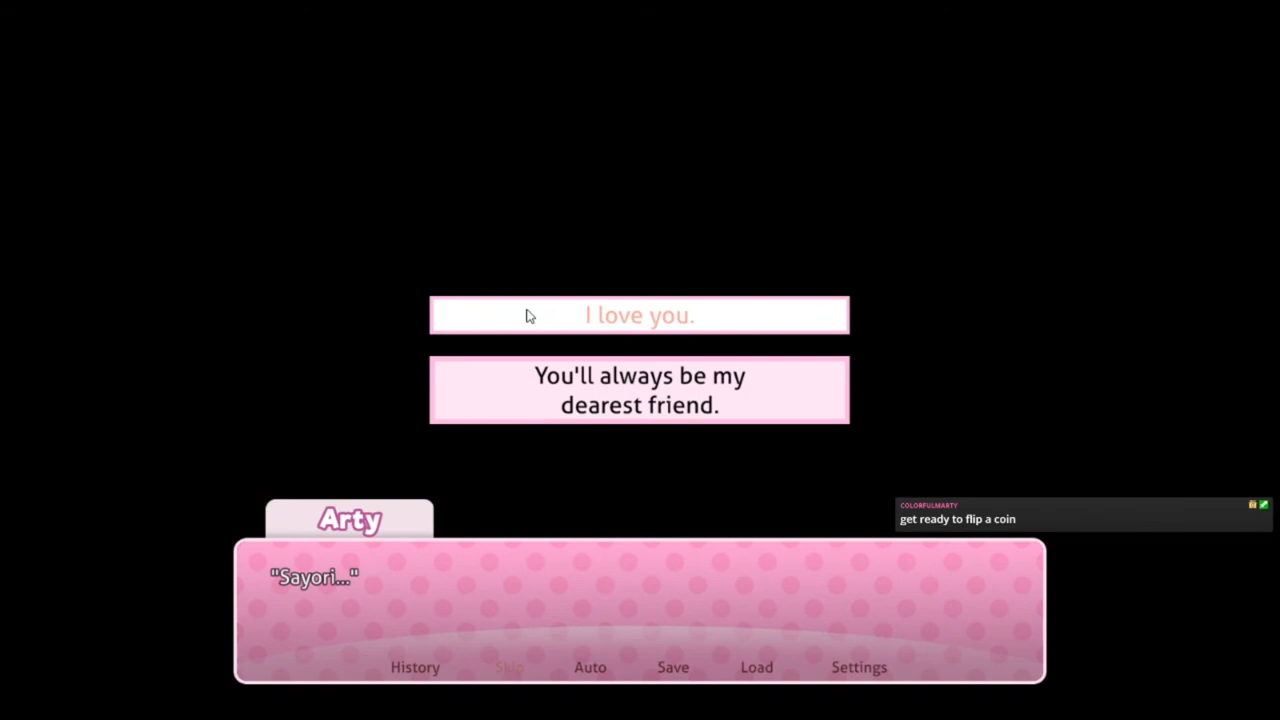 I love you.
You'll always be my
dearest friend.
COLORFULMARTY
get ready to flip a coin
Arty
"Sayori..."
History Skip Auto Save Load Settings